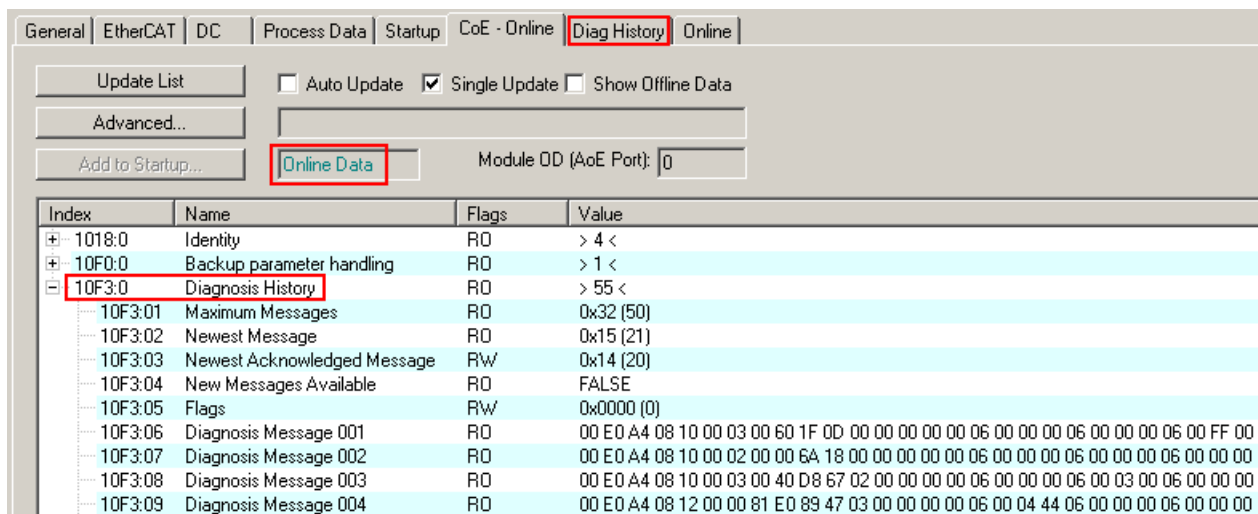 General EtherCAT DC Process Data Startup CoE - Online Diag History Online
Update List Auto Update Single Update Show Offline Data
Advanced...
Add to Startup... Online Data Module OD (AoE Port): 0
Index Name Flags Value
1018:0 Identity RO > 4 <
10F0:0 Backup parameter handling RO > 1 <
10F3:0 Diagnosis History RO > 55 <
10F3:01 Maximum Messages RO 0x32 (50)
10F3:02 Newest Message RO 0x15 (21)
10F3:03 Newest Acknowledged Message RW 0x14 (20)
10F3:04 New Messages Available RO FALSE
10F3:05 Flags RW 0x0000 (0)
10F3:06 Diagnosis Message 001 RO 00 E0 A4 08 10 00 03 00 60 1F 0D 00 00 00 00 00 06 00 00 00 06 00 00 00 06 00 FF 00
10F3:07 Diagnosis Message 002 RO 00 E0 A4 08 10 00 02 00 00 6A 18 00 00 00 00 00 06 00 00 00 06 00 00 00 06 00 00 00
10F3:08 Diagnosis Message 003 RO 00 E0 A4 08 10 00 03 00 40 D8 67 02 00 00 00 00 06 00 00 00 06 00 03 00 06 00 00 00
10F3:09 Diagnosis Message 004 RO 00 E0 A4 08 12 00 00 81 E0 89 47 03 00 00 00 00 06 00 04 44 06 00 00 00 06 00 00 00